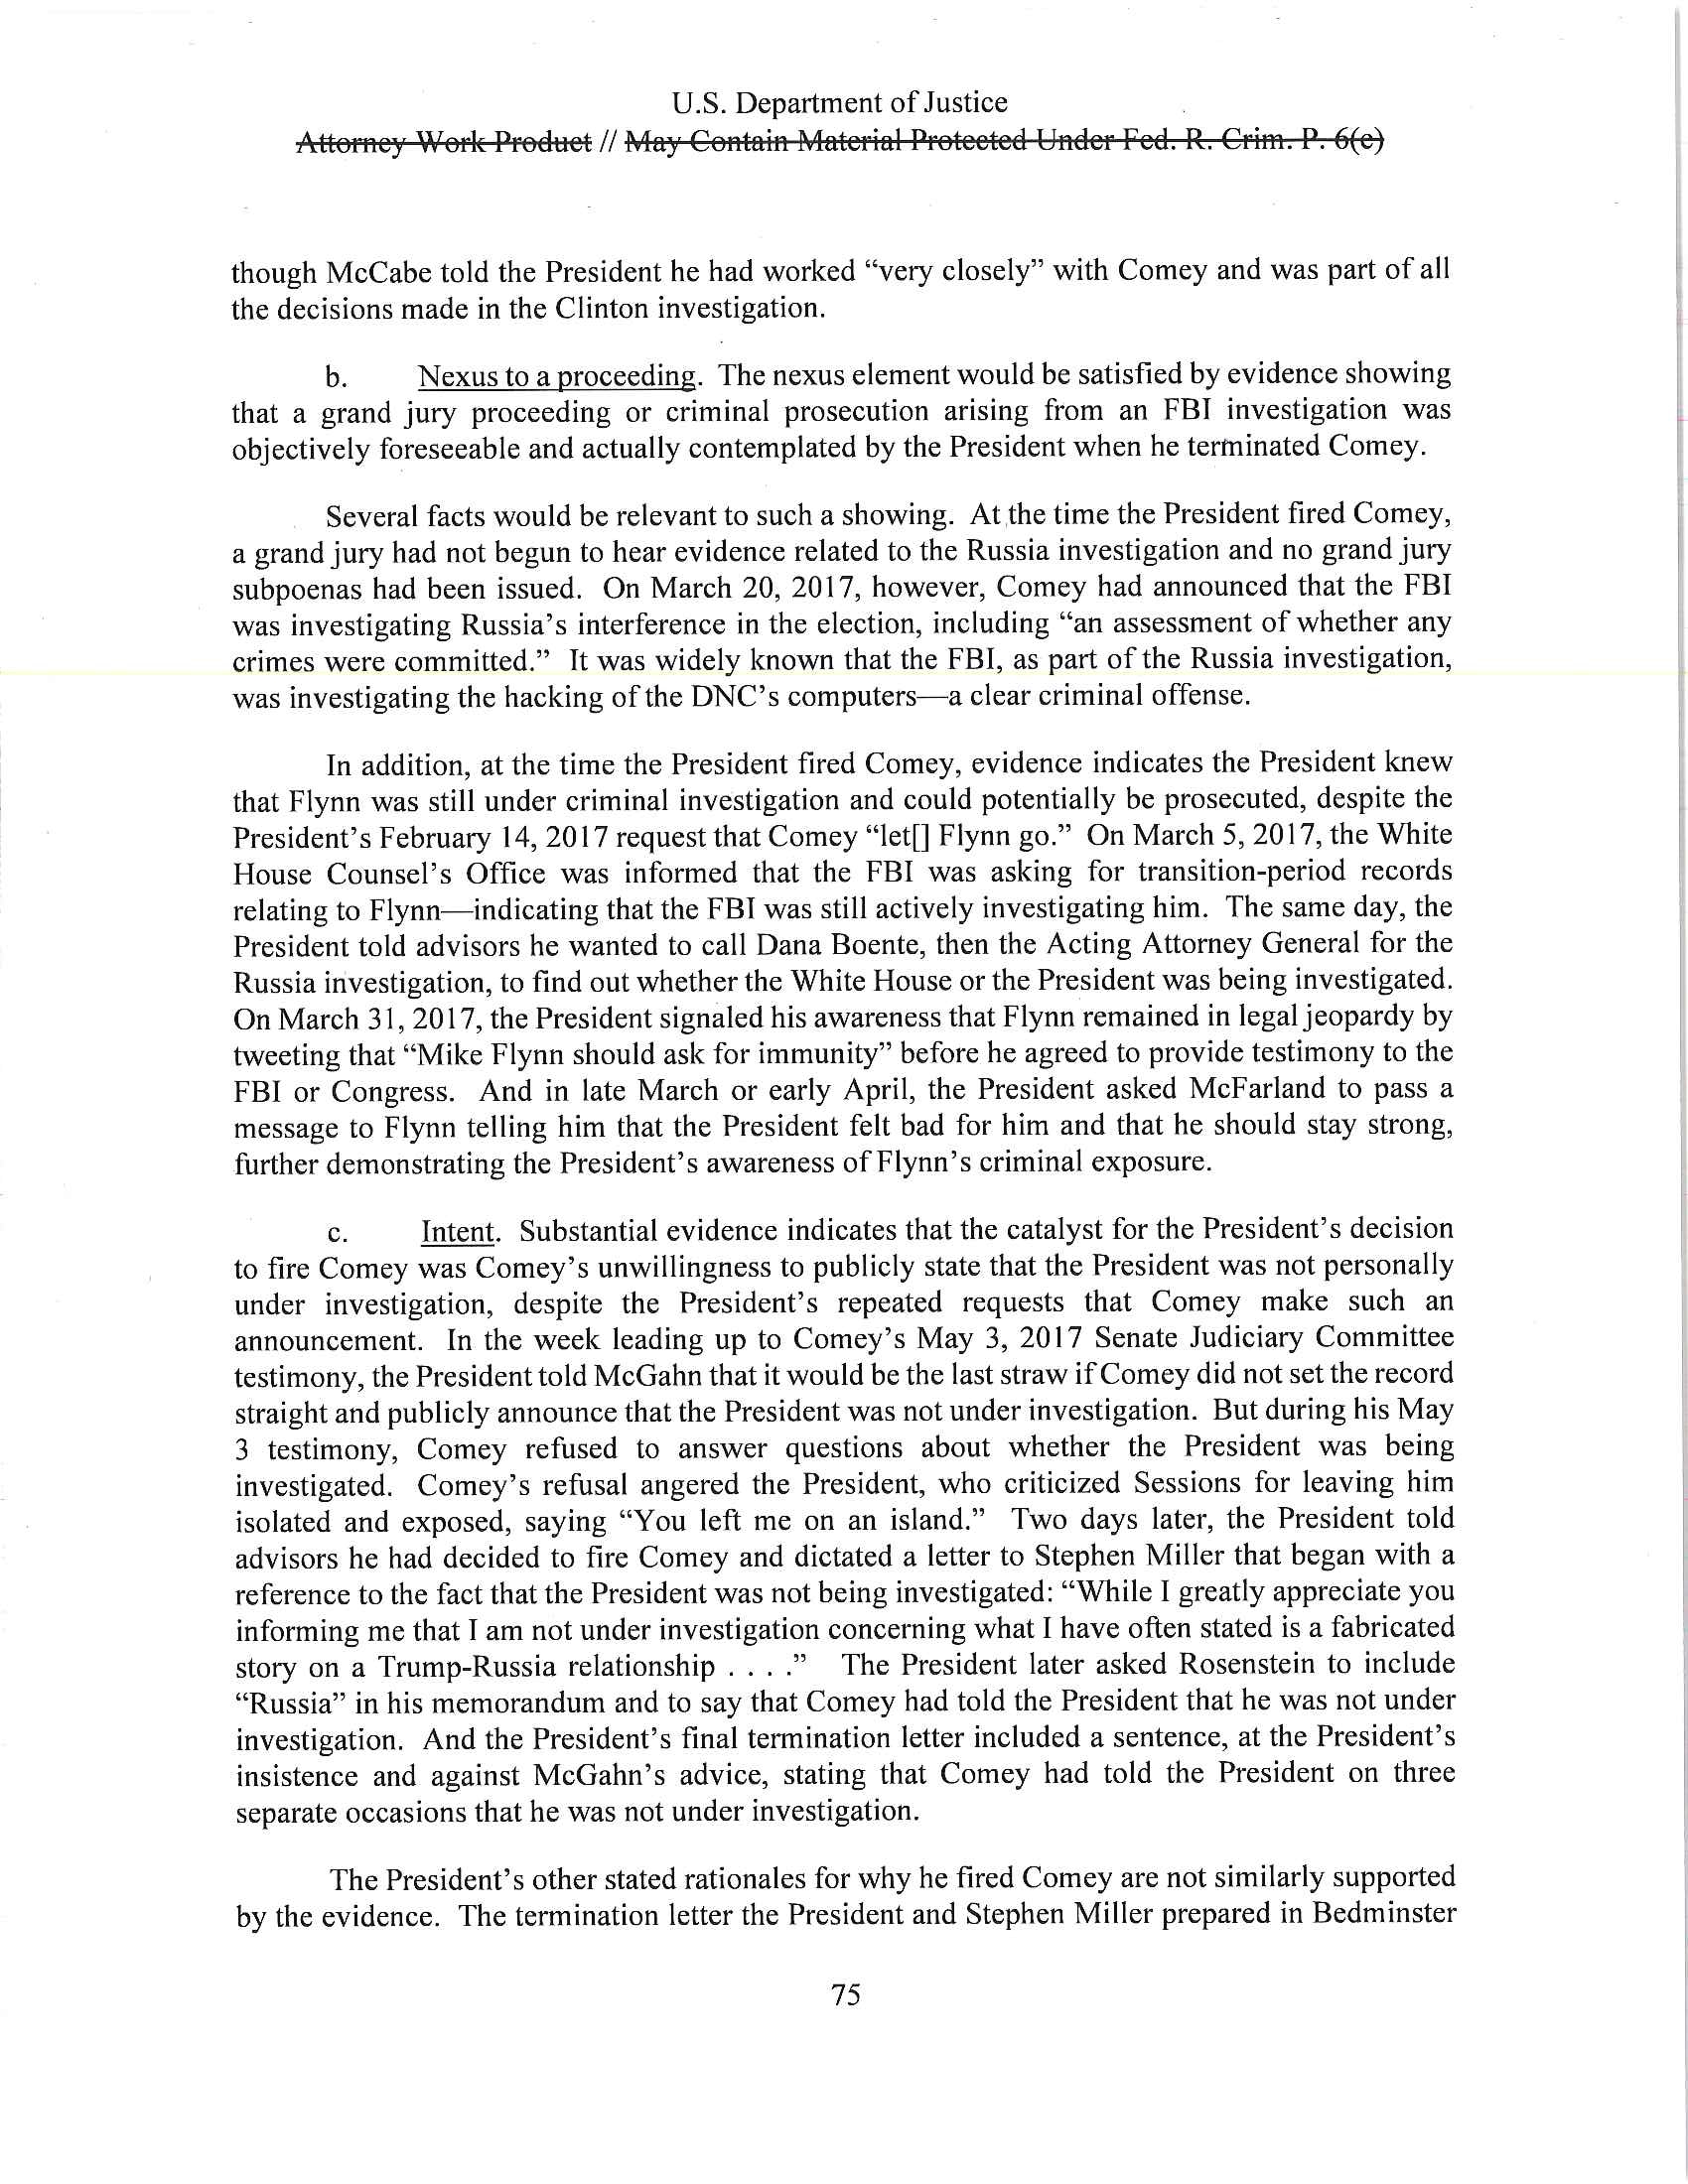 U.S. Department of Justice
Attorney Work Product // May Contain Material Protected Under Fed. R. Crim. P. 6(e)
though McCabe told the President he had worked “very closely” with Comey and was part of all
the decisions made in the Clinton investigation.
b. Nexus to a proceeding. The nexus element would be satisfied by evidence showing
that a grand jury proceeding or criminal prosecution arising from an FBI investigation was
objectively foreseeable and actually contemplated by the President when he terminated Comey.
Several facts would be relevant to such a showing. At the time the President fired Comey,
a grand jury had not begun to hear evidence related to the Russia investigation and no grand jury
subpoenas had been issued. On March 20, 2017, however, Comey had announced that the FBI
was investigating Russia’s interference in the election, including “an assessment of whether any
crimes were committed.” It was widely known that the FBI, as part of the Russia investigation,
was investigating the hacking of the DNC’s computers—a clear criminal offense.
In addition, at the time the President fired Comey, evidence indicates the President knew
that Flynn was still under criminal investigation and could potentially be prosecuted, despite the
President’s February 14, 2017 request that Comey “let[] Flynn go.” On March 5, 2017, the White
House Counsel’s Office was informed that the FBI was asking for transition-period records
relating to Flynn—indicating that the FBI was still actively investigating him. The same day, the
President told advisors he wanted to call Dana Boente, then the Acting Attorney General for the
Russia investigation, to find out whether the White House or the President was being investigated.
On March 31, 2017, the President signaled his awareness that Flynn remained in legal jeopardy by
tweeting that “Mike Flynn should ask for immunity” before he agreed to provide testimony to the
FBI or Congress. And in late March or early April, the President asked McFarland to pass a
message to Flynn telling him that the President felt bad for him and that he should stay strong,
further demonstrating the President’s awareness of Flynn’s criminal exposure.
c. Intent. Substantial evidence indicates that the catalyst for the President’s decision
to fire Comey was Comey’s unwillingness to publicly state that the President was not personally
under investigation, despite the President’s repeated requests that Comey make such an
announcement. In the week leading up to Comey’s May 3, 2017 Senate Judiciary Committee
testimony, the President told McGahn that it would be the last straw if Comey did not set the record
straight and publicly announce that the President was not under investigation. But during his May
3 testimony, Comey refused to answer questions about whether the President was being
investigated. Comey’s refusal angered the President, who criticized Sessions for leaving him
isolated and exposed, saying “You left me on an island.” Two days later, the President told
advisors he had decided to fire Comey and dictated a letter to Stephen Miller that began with a
reference to the fact that the President was not being investigated: “While I greatly appreciate you
informing me that I am not under investigation concerning what I have often stated is a fabricated
story on a Trump-Russia relationship . . . .” The President later asked Rosenstein to include
“Russia” in his memorandum and to say that Comey had told the President that he was not under
investigation. And the President’s final termination letter included a sentence, at the President’s
insistence and against McGahn’s advice, stating that Comey had told the President on three
separate occasions that he was not under investigation.
The President’s other stated rationales for why he fired Comey are not similarly supported
by the evidence. The termination letter the President and Stephen Miller prepared in Bedminster
75